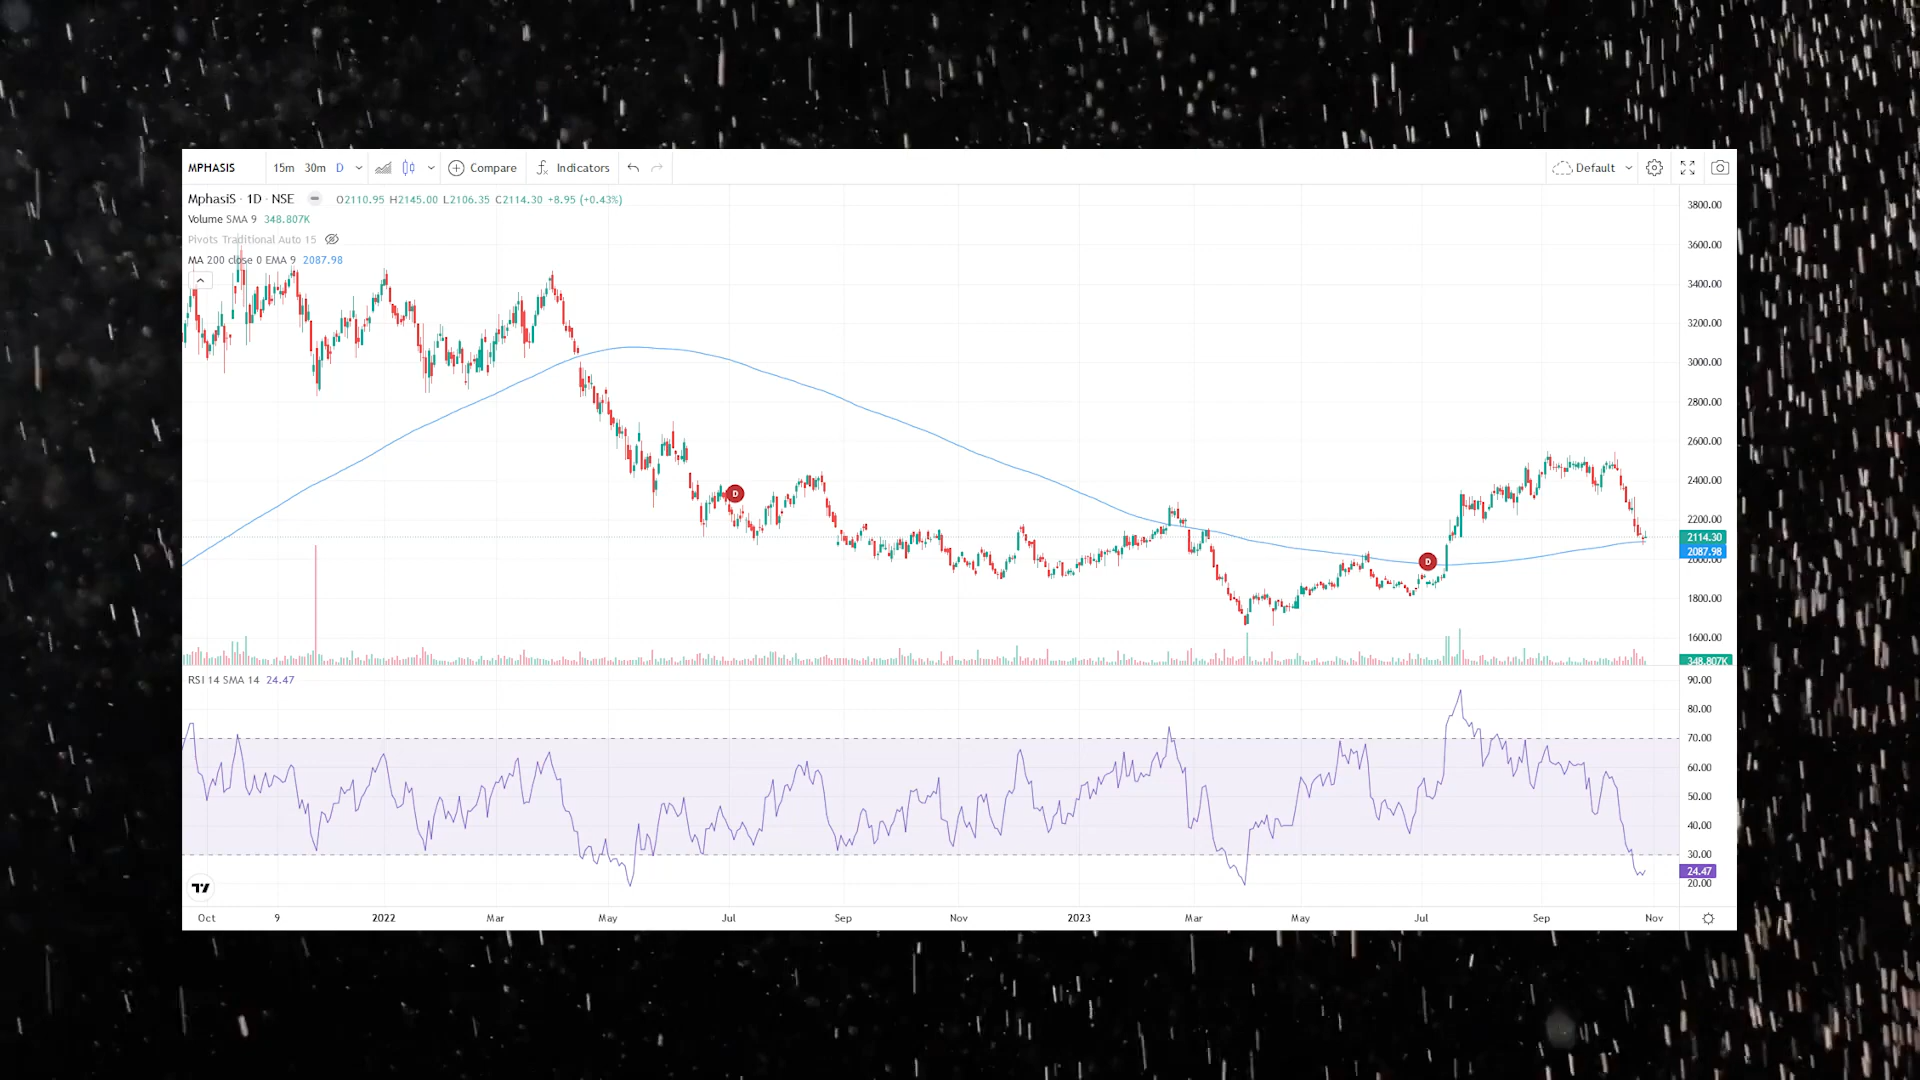 MPHASIS 15m 30m D Compare Indicators Default
MphasiS · 1D · NSE O2110.95 H2145.00 L2106.35 C2114.30 +8.95 (+0.43%)
Volume SMA 9 348.807K
Pivots Traditional Auto 15
MA 200 close 0 EMA 9 2087.98
3800.00
3600.00
3400.00
3200.00
3000.00
2800.00
2600.00
2400.00
2200.00
2114.30
2087.98
2000.00
1800.00
1600.00
348.807K
D
D
RSI 14 SMA 14 24.47
90.00
80.00
70.00
60.00
50.00
40.00
30.00
24.47
20.00
Oct 9 2022 Mar May Jul Sep Nov 2023 Mar May Jul Sep Nov